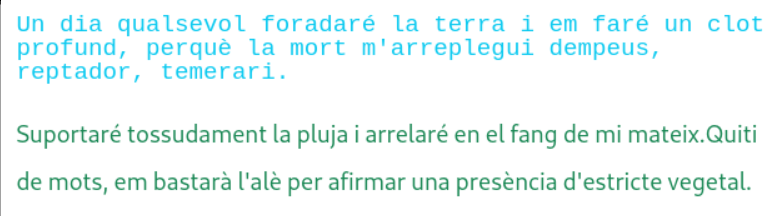 Un dia qualsevol foradaré la terra i em faré un clot
profund, perquè la mort m'arreplegui dempeus,
reptador, temerari.
Suportaré tossudament la pluja i arrelaré en el fang de mi mateix.Quiti
de mots, em bastarà l'alè per afirmar una presència d'estricte vegetal.